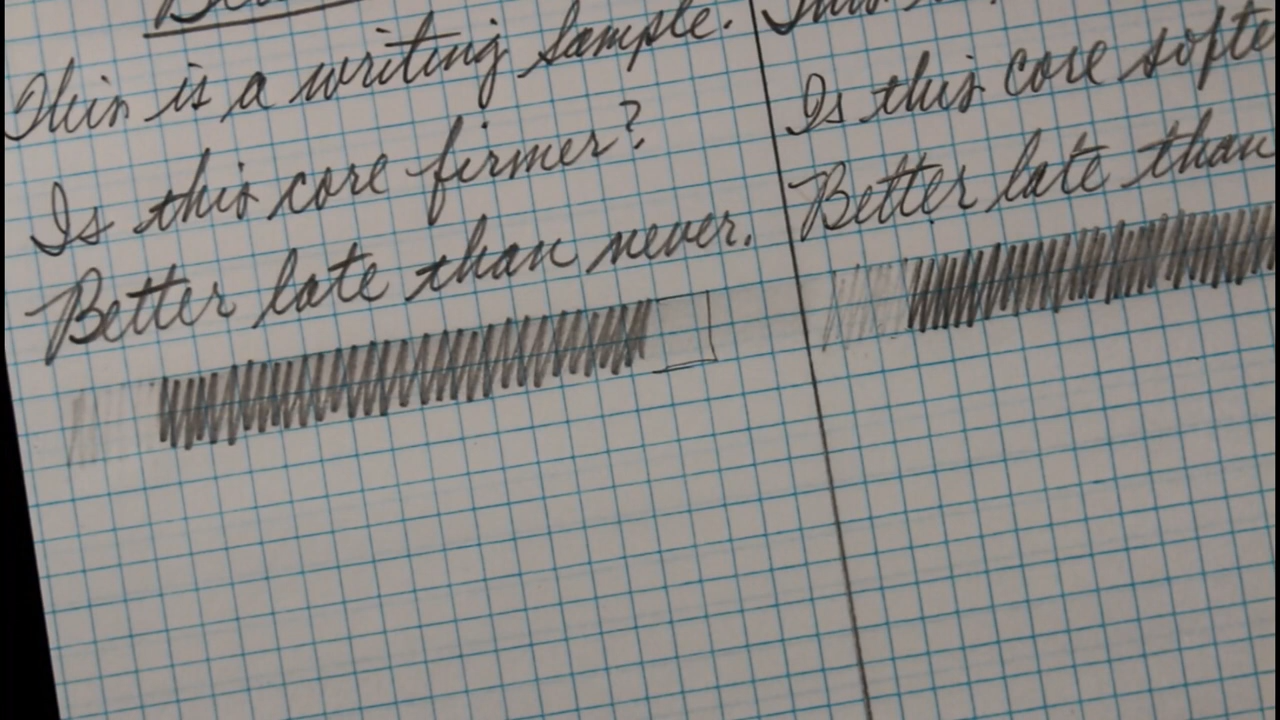 This is a writing sample.
Is this core firmer?
Better late than never.
Is this core softe
Better late than